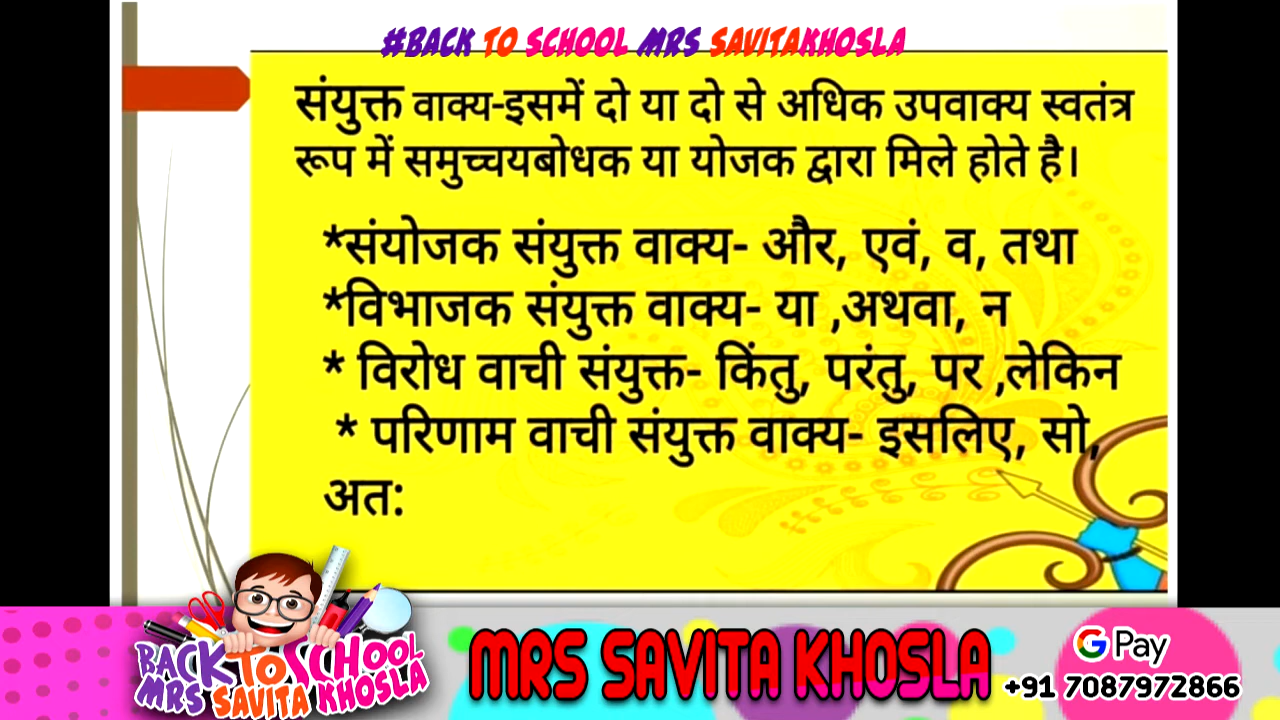 #BACK TO SCHOOL MRS SAVITAKHOSLA
संयुक्त वाक्य-इसमें दो या दो से अधिक उपवाक्य स्वतंत्र
रूप में समुच्चयबोधक या योजक द्वारा मिले होते है।
*संयोजक संयुक्त वाक्य- और, एवं, व, तथा
*विभाजक संयुक्त वाक्य- या ,अथवा, न
* विरोध वाची संयुक्त- किंतु, परंतु, पर ,लेकिन
* परिणाम वाची संयुक्त वाक्य- इसलिए, सो,
अत:
BACK TO SCHOOL
MRS SAVITA KHOSLA
MRS SAVITA KHOSLA
G Pay
+91 7087972866